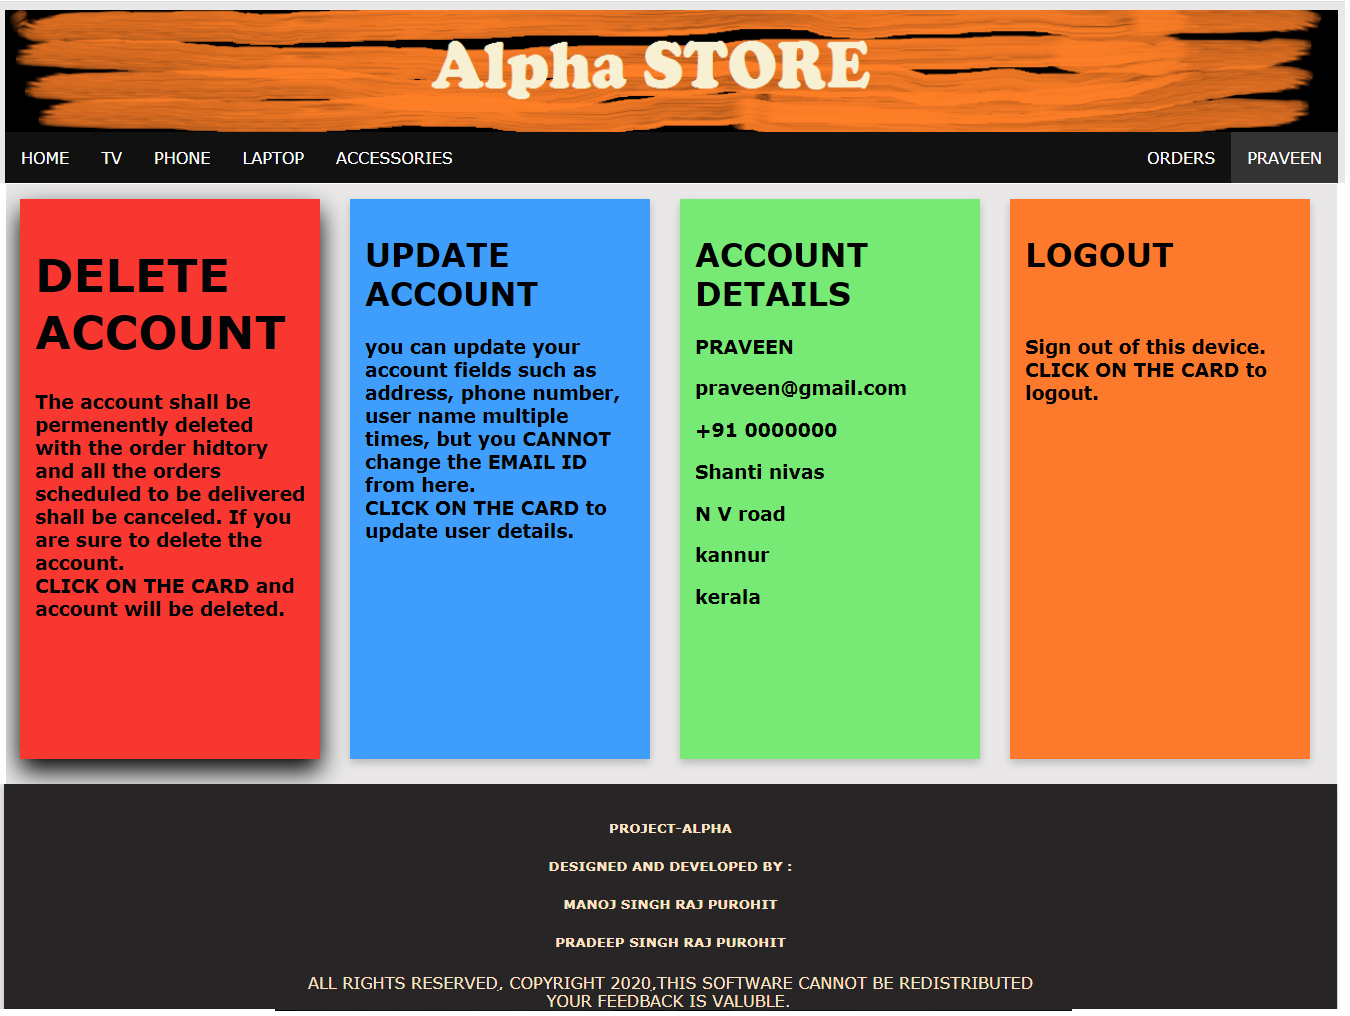 Alpha STORE
HOME TV PHONE LAPTOP ACCESSORIES ORDERS PRAVEEN
DELETE
ACCOUNT
The account shall be
permenently deleted
with the order hidtory
and all the orders
scheduled to be delivered
shall be canceled. If you
are sure to delete the
account.
CLICK ON THE CARD and
account will be deleted.
UPDATE
ACCOUNT
you can update your
account fields such as
address, phone number,
user name multiple
times, but you CANNOT
change the EMAIL ID
from here.
CLICK ON THE CARD to
update user details.
ACCOUNT
DETAILS
PRAVEEN
praveen@gmail.com
+91 0000000
Shanti nivas
N V road
kannur
kerala
LOGOUT
Sign out of this device.
CLICK ON THE CARD to
logout.
PROJECT-ALPHA
DESIGNED AND DEVELOPED BY :
MANOJ SINGH RAJ PUROHIT
PRADEEP SINGH RAJ PUROHIT
ALL RIGHTS RESERVED, COPYRIGHT 2020,THIS SOFTWARE CANNOT BE REDISTRIBUTED
YOUR FEEDBACK IS VALUBLE.